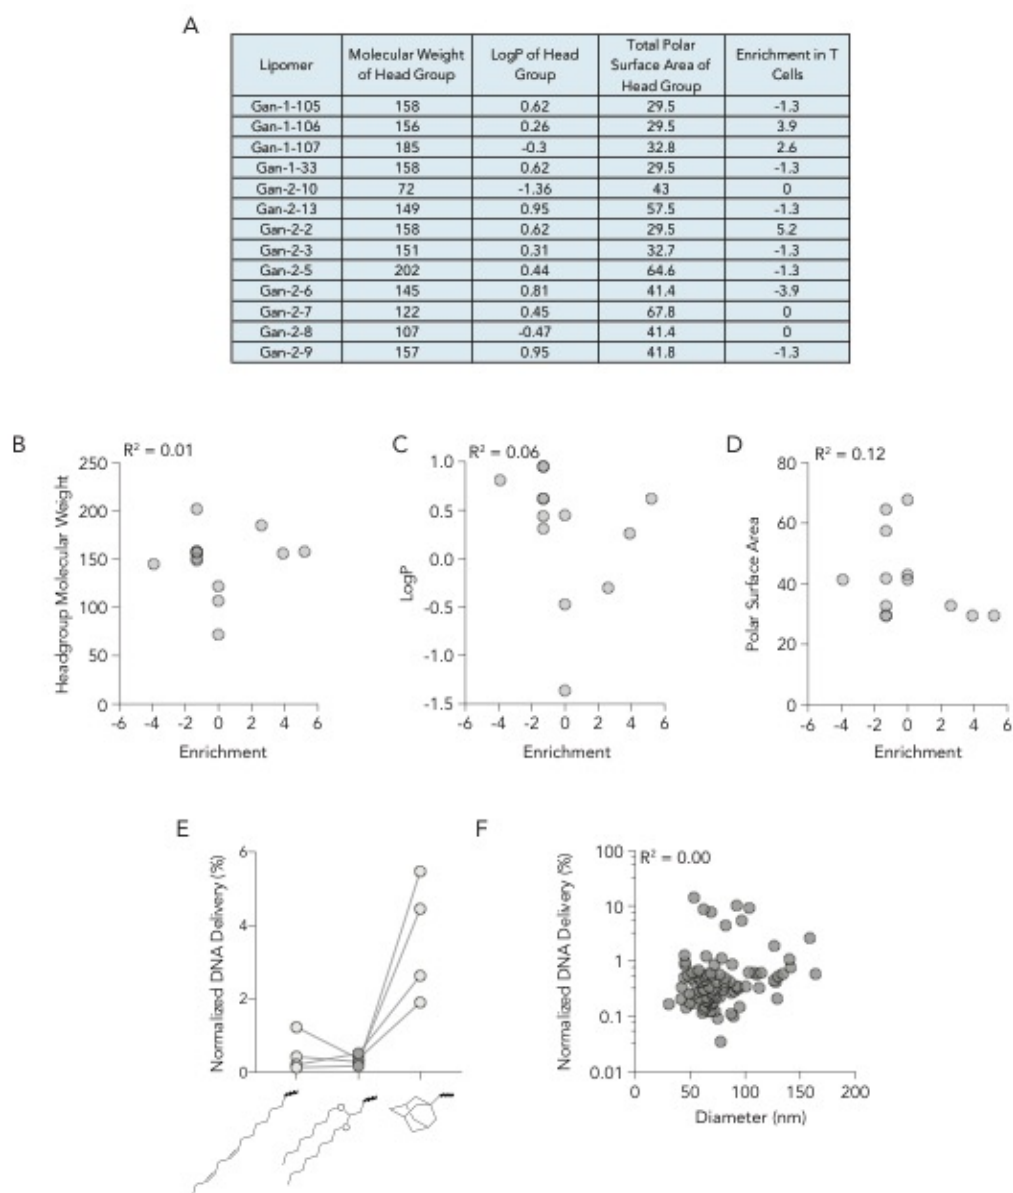 A
Lipomer Molecular Weight of Head Group LogP of Head Group Total Polar Surface Area of Head Group Enrichment in T Cells
Gan-1-105 158 0.62 29.5 -1.3
Gan-1-106 156 0.26 29.5 3.9
Gan-1-107 185 -0.3 32.8 2.6
Gan-1-33 158 0.62 29.5 -1.3
Gan-2-10 72 -1.36 43 0
Gan-2-13 149 0.95 57.5 -1.3
Gan-2-2 158 0.62 29.5 5.2
Gan-2-3 151 0.31 32.7 -1.3
Gan-2-5 202 0.44 64.6 -1.3
Gan-2-6 145 0.81 41.4 -3.9
Gan-2-7 122 0.45 67.8 0
Gan-2-8 107 -0.47 41.4 0
Gan-2-9 157 0.95 41.8 -1.3
B
R² = 0.01
Headgroup Molecular Weight
250
200
150
100
50
0
-6 -4 -2 0 2 4 6
Enrichment
C
R² = 0.06
LogP
1.0
0.5
0.0
-0.5
-1.0
-1.5
-6 -4 -2 0 2 4 6
Enrichment
D
R² = 0.12
Polar Surface Area
80
60
40
20
0
-6 -4 -2 0 2 4 6
Enrichment
E
Normalized DNA Delivery (%)
6
4
2
0
F
R² = 0.00
Normalized DNA Delivery (%)
100
10
1
0.1
0.01
0 50 100 150 200
Diameter (nm)